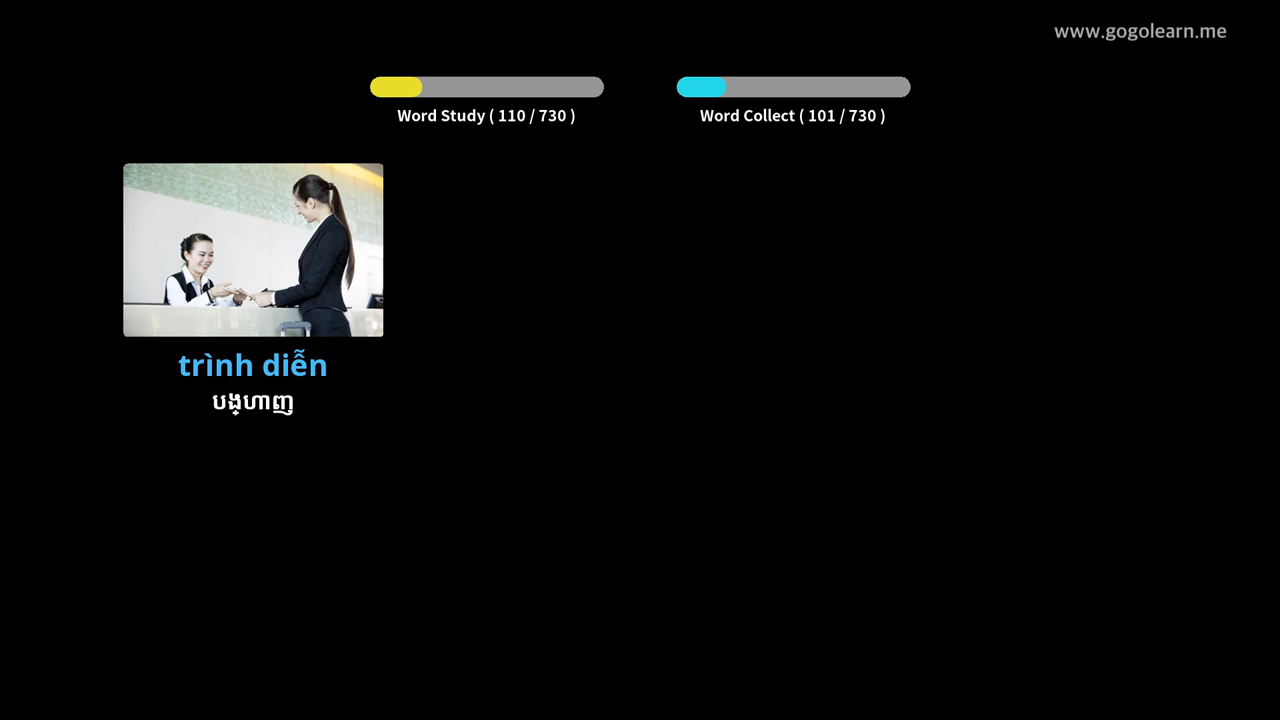 www.gogolearn.me
Word Study ( 110 / 730 )
Word Collect ( 101 / 730 )
trình diễn
បង្ហាញ